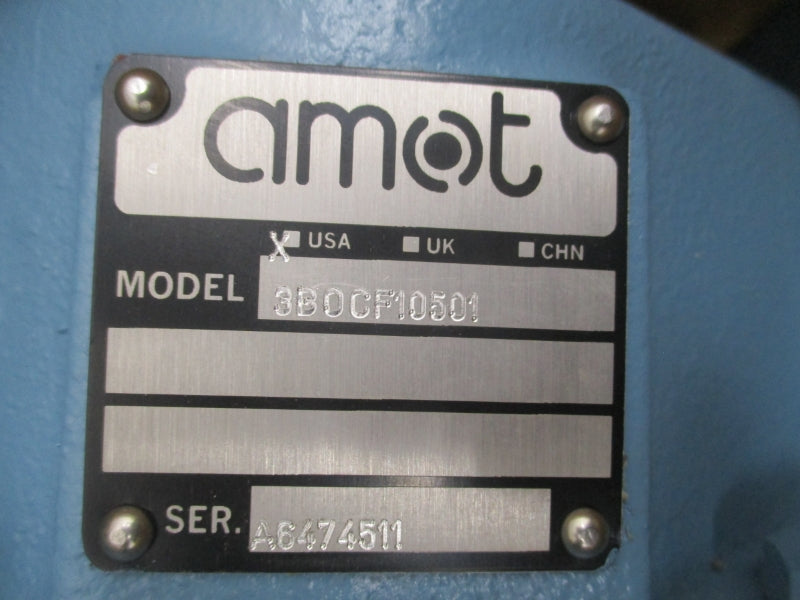 amot
X USA UK CHN
MODEL 3BOCF10501
SER. A6474511